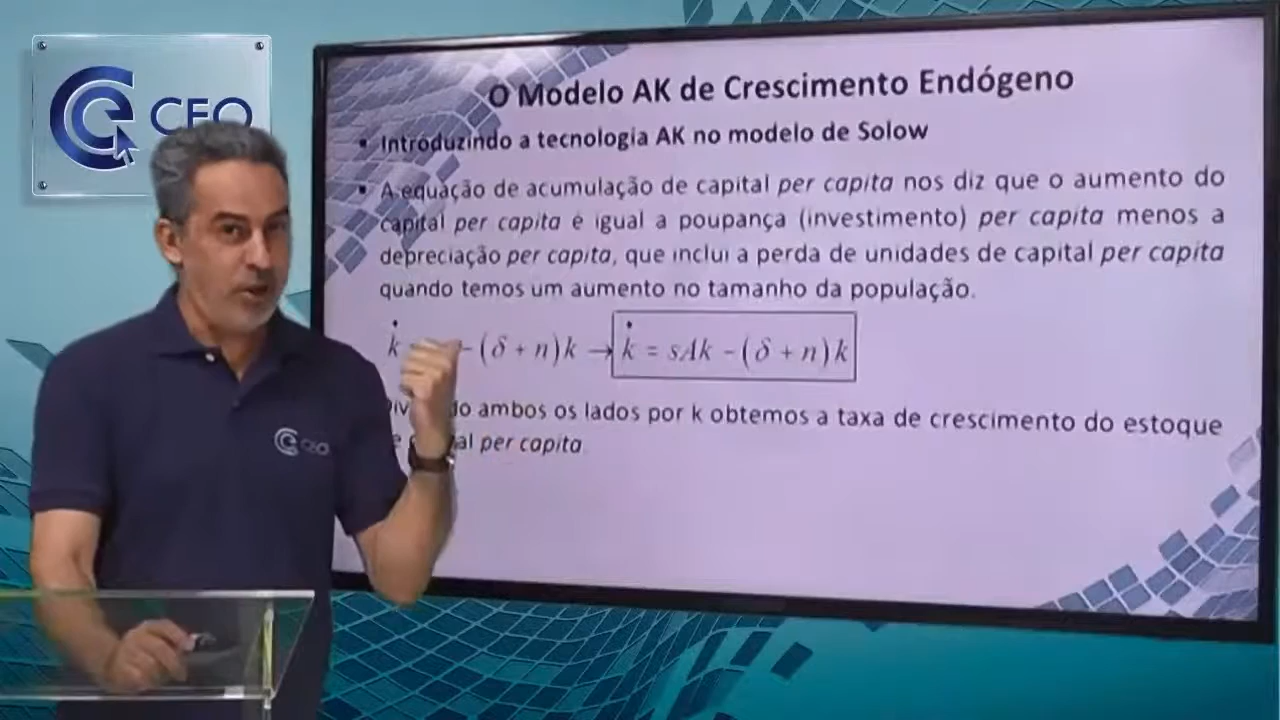 CEO
O Modelo AK de Crescimento Endógeno
• Introduzindo a tecnologia AK no modelo de Solow
• A equação de acumulação de capital per capita nos diz que o aumento do
capital per capita é igual a poupança (investimento) per capita menos a
depreciação per capita, que inclui a perda de unidades de capital per capita
quando temos um aumento no tamanho da população.
k̇ - (δ + n)k → k̇ = sAk - (δ + n)k
ambos os lados por k obtemos a taxa de crescimento do estoque
per capita
CEO